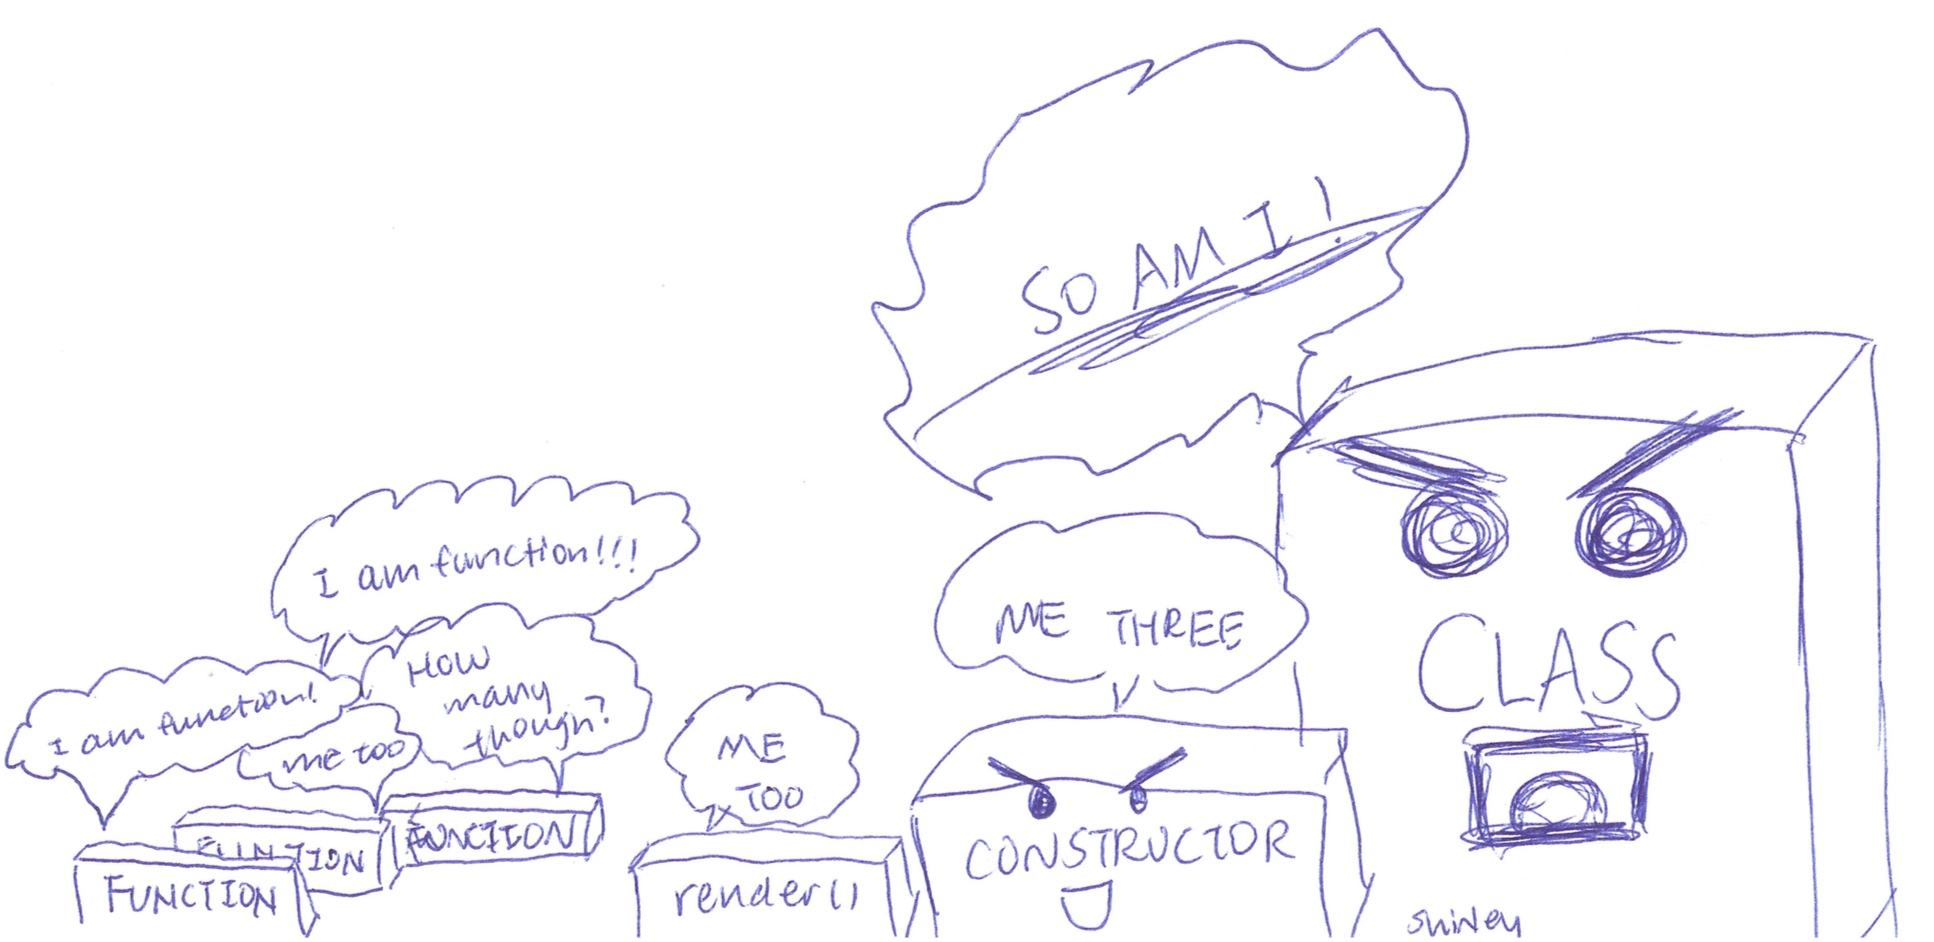 SO AM I!
I am function!!!
I am function!
me too
How
many
though?
ME
TOO
ME THREE
FUNCTION
FUNCTION
FUNCTION
render()
CONSTRUCTOR
CLASS
Shirley